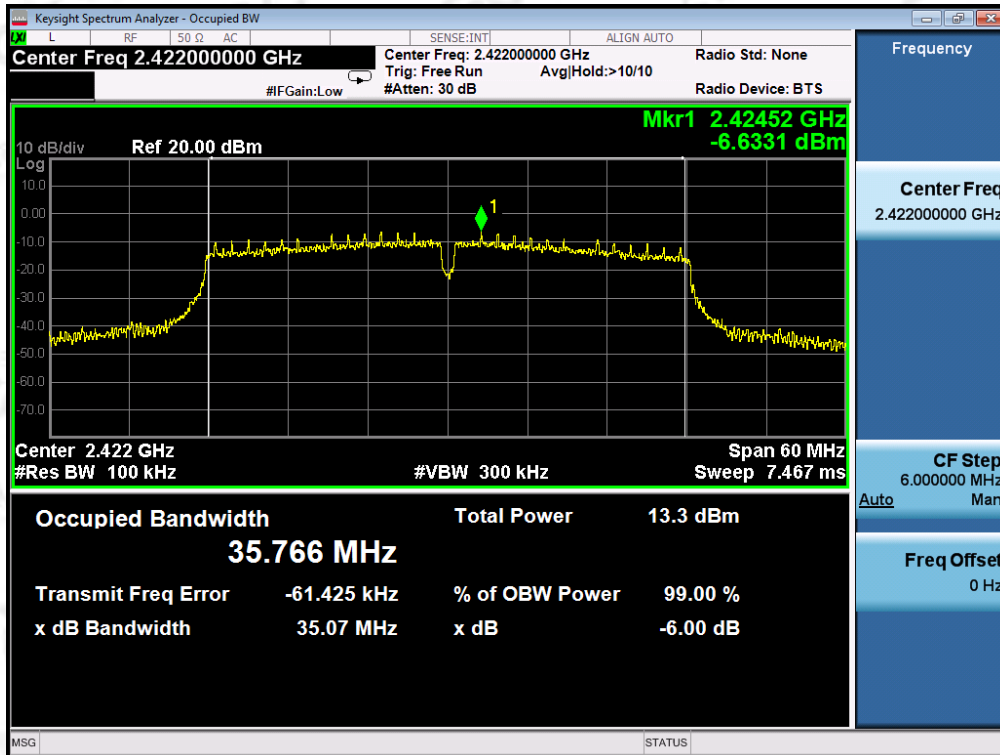 Keysight Spectrum Analyzer - Occupied BW
LXI L RF 50 Ω AC SENSE:INT ALIGN AUTO
Center Freq 2.422000000 GHz
Center Freq: 2.422000000 GHz
Radio Std: None
Trig: Free Run Avg|Hold:>10/10
#IFGain:Low
#Atten: 30 dB
Radio Device: BTS
Mkr1 2.42452 GHz
-6.6331 dBm
10 dB/div Ref 20.00 dBm
Log
10.0
0.00
-10.0
-20.0
-30.0
-40.0
-50.0
-60.0
-70.0
1
Center 2.422 GHz
Span 60 MHz
#Res BW 100 kHz
#VBW 300 kHz
Sweep 7.467 ms
Occupied Bandwidth
35.766 MHz
Total Power 13.3 dBm
Transmit Freq Error -61.425 kHz
% of OBW Power 99.00 %
x dB Bandwidth 35.07 MHz
x dB -6.00 dB
MSG
STATUS
Frequency
Center Freq
2.422000000 GHz
CF Step
6.000000 MHz
Auto Man
Freq Offset
0 Hz